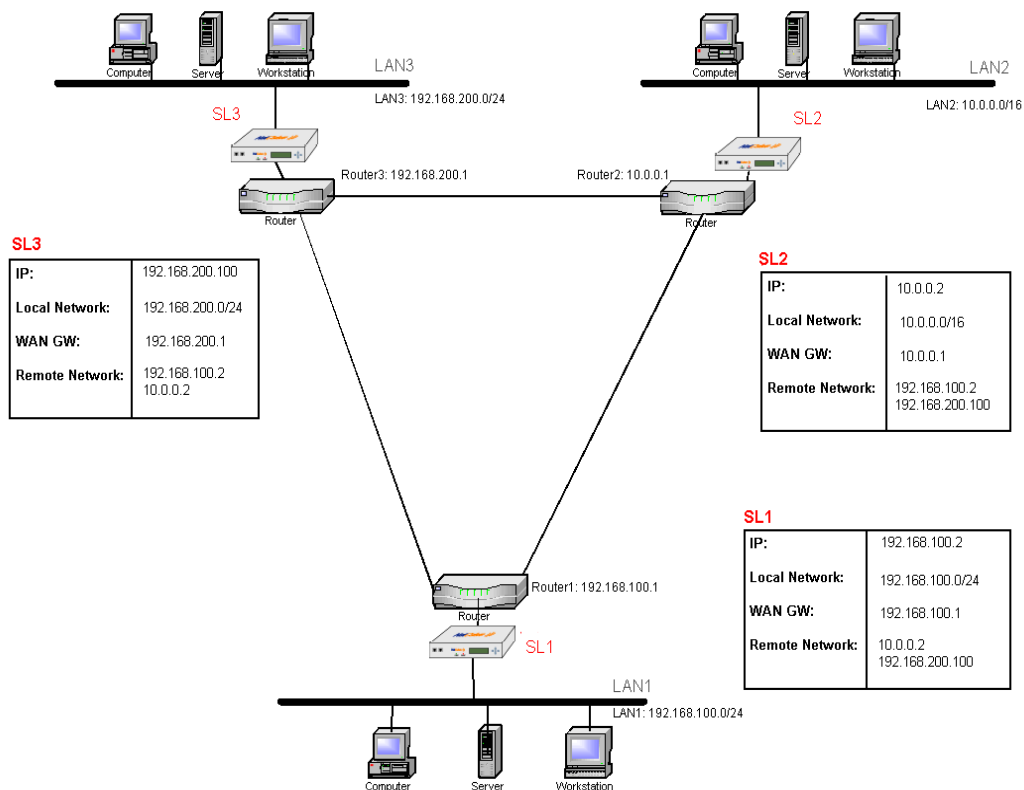 Computer
Server
Workstation
LAN3
LAN3: 192.168.200.0/24
SL3
Computer
Server
Workstation
LAN2
LAN2: 10.0.0.0/16
SL2
Router3: 192.168.200.1
Router2: 10.0.0.1
Router
Router
SL3
IP: 192.168.200.100
Local Network: 192.168.200.0/24
WAN GW: 192.168.200.1
Remote Network: 192.168.100.2
10.0.0.2
SL2
IP: 10.0.0.2
Local Network: 10.0.0.0/16
WAN GW: 10.0.0.1
Remote Network: 192.168.100.2
192.168.200.100
SL1
IP: 192.168.100.2
Local Network: 192.168.100.0/24
WAN GW: 192.168.100.1
Remote Network: 10.0.0.2
192.168.200.100
Router1: 192.168.100.1
Router
SL1
LAN1
LAN1: 192.168.100.0/24
Computer
Server
Workstation